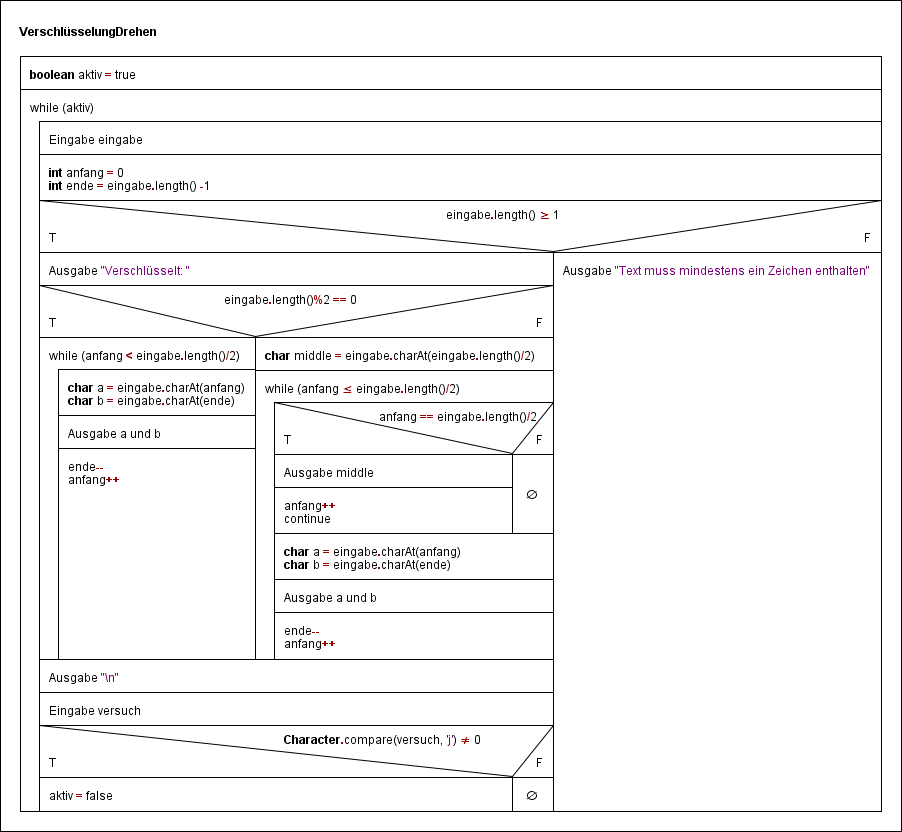 VerschlüsselungDrehen
boolean aktiv = true
while (aktiv)
Eingabe eingabe
int anfang = 0
int ende = eingabe.length() -1
eingabe.length() ≥ 1
T
F
Ausgabe "Verschlüsselt: "
Ausgabe "Text muss mindestens ein Zeichen enthalten"
eingabe.length()%2 == 0
T
F
while (anfang < eingabe.length()/2)
char a = eingabe.charAt(anfang)
char b = eingabe.charAt(ende)
Ausgabe a und b
ende--
anfang++
char middle = eingabe.charAt(eingabe.length()/2)
while (anfang ≤ eingabe.length()/2)
anfang == eingabe.length()/2
T
F
Ausgabe middle
anfang++
continue
∅
char a = eingabe.charAt(anfang)
char b = eingabe.charAt(ende)
Ausgabe a und b
ende--
anfang++
Ausgabe "\n"
Eingabe versuch
Character.compare(versuch, 'j') ≠ 0
T
F
aktiv = false
∅